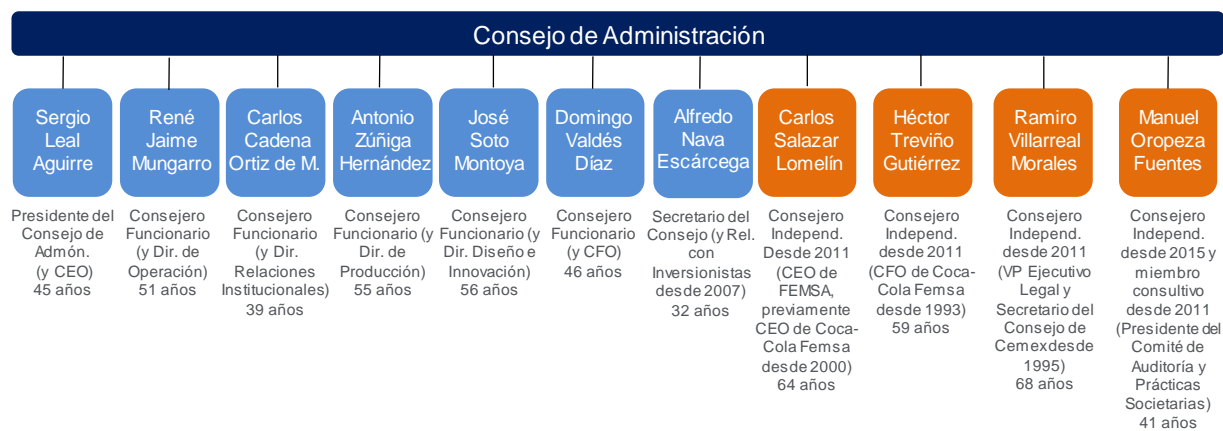 Consejo de Administración
Sergio
Leal
Aguirre
Presidente del
Consejo de
Admón.
(y CEO)
45 años
René
Jaime
Mungarro
Consejero
Funcionario
(y Dir. de
Operación)
51 años
Carlos
Cadena
Ortiz de M.
Consejero
Funcionario
(y Dir.
Relaciones
Institucionales)
39 años
Antonio
Zúñiga
Hernández
Consejero
Funcionario (y
Dir. de
Producción)
55 años
José
Soto
Montoya
Consejero
Funcionario (y
Dir. Diseño e
Innovación)
56 años
Domingo
Valdés
Díaz
Consejero
Funcionario
(y CFO)
46 años
Alfredo
Nava
Escárcega
Secretario del
Consejo (y Rel.
con
Inversionistas
desde 2007)
32 años
Carlos
Salazar
Lomelín
Consejero
Independ.
Desde 2011
(CEO de
FEMSA,
previamente
CEO de Coca-
Cola Femsa
desde 2000)
64 años
Héctor
Treviño
Gutiérrez
Consejero
Independ.
desde 2011
(CFO de Coca-
Cola Femsa
desde 1993)
59 años
Ramiro
Villarreal
Morales
Consejero
Independ.
desde 2011
(VP Ejecutivo
Legal y
Secretario del
Consejo de
Cemex desde
1995)
68 años
Manuel
Oropeza
Fuentes
Consejero
Independ.
desde 2015 y
miembro
consultivo
desde 2011
(Presidente del
Comité de
Auditoría y
Prácticas
Societarias)
41 años